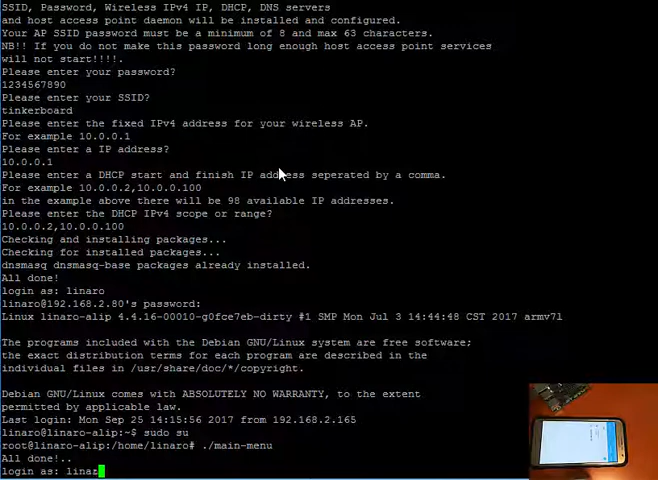 SSID, Password, Wireless IPv4 IP, DHCP, DNS servers
and host access point daemon will be installed and configured.
Your AP SSID password must be a minimum of 8 and max 63 characters.
NB!! If you do not make this password long enough host access point services
will not start!!!!.
Please enter your password?
1234567890
Please enter your SSID?
tinkerboard
Please enter the fixed IPv4 address for your wireless AP.
For example 10.0.0.1
Please enter a IP address?
10.0.0.1
Please enter a DHCP start and finish IP address seperated by a comma.
For example 10.0.0.2,10.0.0.100
in the example above there will be 98 available IP addresses.
Please enter the DHCP IPv4 scope or range?
10.0.0.2,10.0.0.100
Checking and installing packages...
Checking for installed packages...
dnsmasq dnsmasq-base packages already installed.
All done!
login as: linaro
linaro@192.168.2.80's password:
Linux linaro-alip 4.4.16-00010-g0fce7eb-dirty #1 SMP Mon Jul 3 14:44:48 CST 2017 armv7l
The programs included with the Debian GNU/Linux system are free software;
the exact distribution terms for each program are described in the
individual files in /usr/share/doc/*/copyright.
Debian GNU/Linux comes with ABSOLUTELY NO WARRANTY, to the extent
permitted by applicable law.
Last login: Mon Sep 25 14:15:56 2017 from 192.168.2.165
linaro@linaro-alip:~$ sudo su
root@linaro-alip:/home/linaro# ./main-menu
All done!..
login as: linar